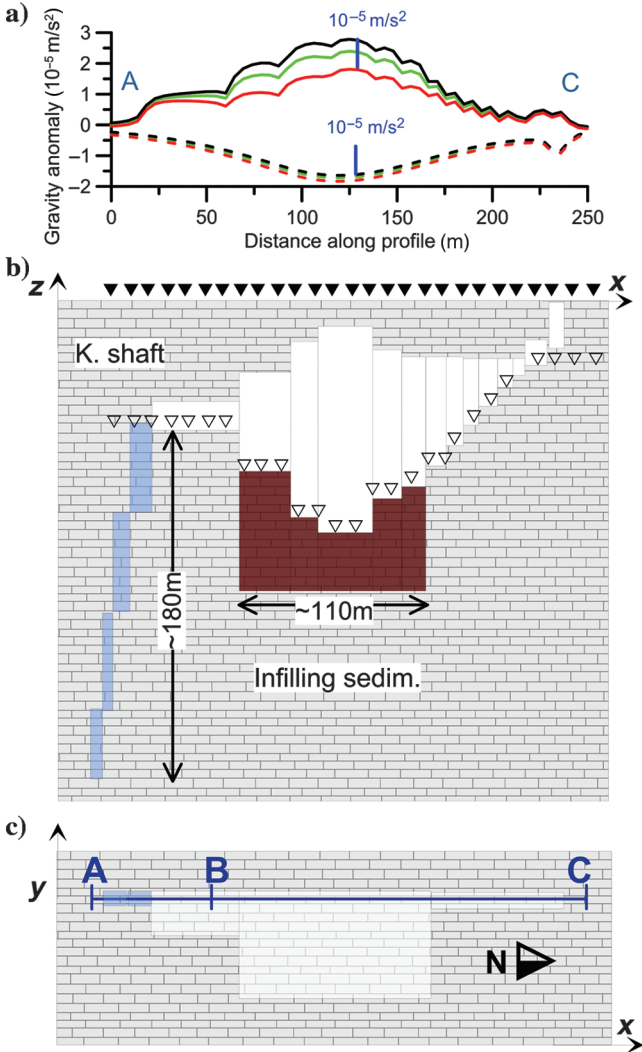 a)
10⁻⁵ m/s²
A
C
10⁻⁵ m/s²
Gravity anomaly (10⁻⁵ m/s²)
3
2
1
0
−1
−2
0
50
100
150
200
250
Distance along profile (m)
b)
z
x
K. shaft
~180m
~110m
Infilling sedim.
c)
A
B
C
y
N
x